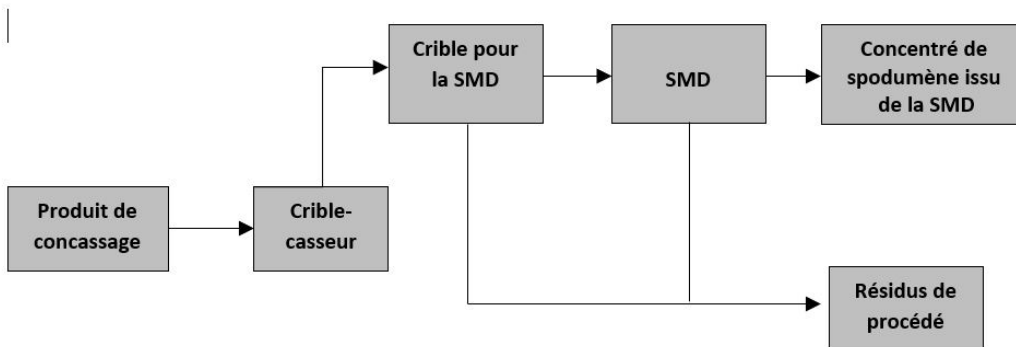 Crible pour
la SMD
SMD
Concentré de
spodumène issu
de la SMD
Produit de
concassage
Crible-
casseur
Résidus de
procédé